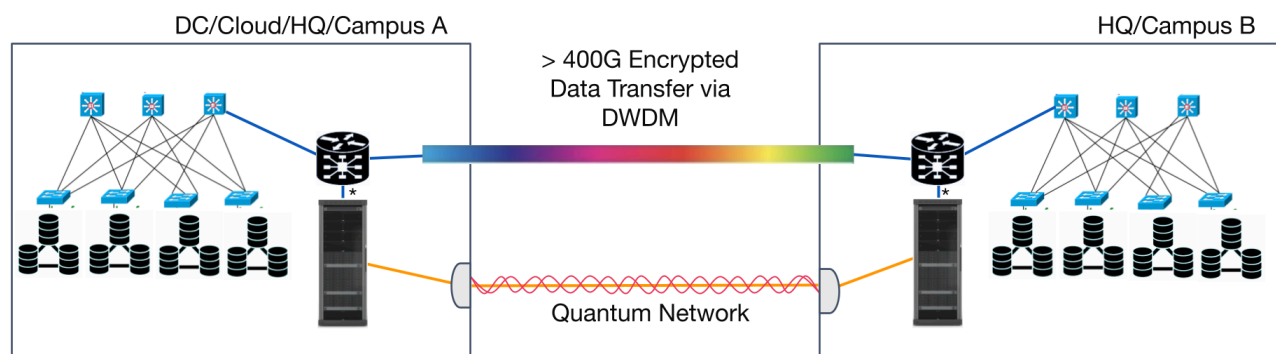 DC/Cloud/HQ/Campus A
HQ/Campus B
> 400G Encrypted
Data Transfer via
DWDM
*
*
Quantum Network